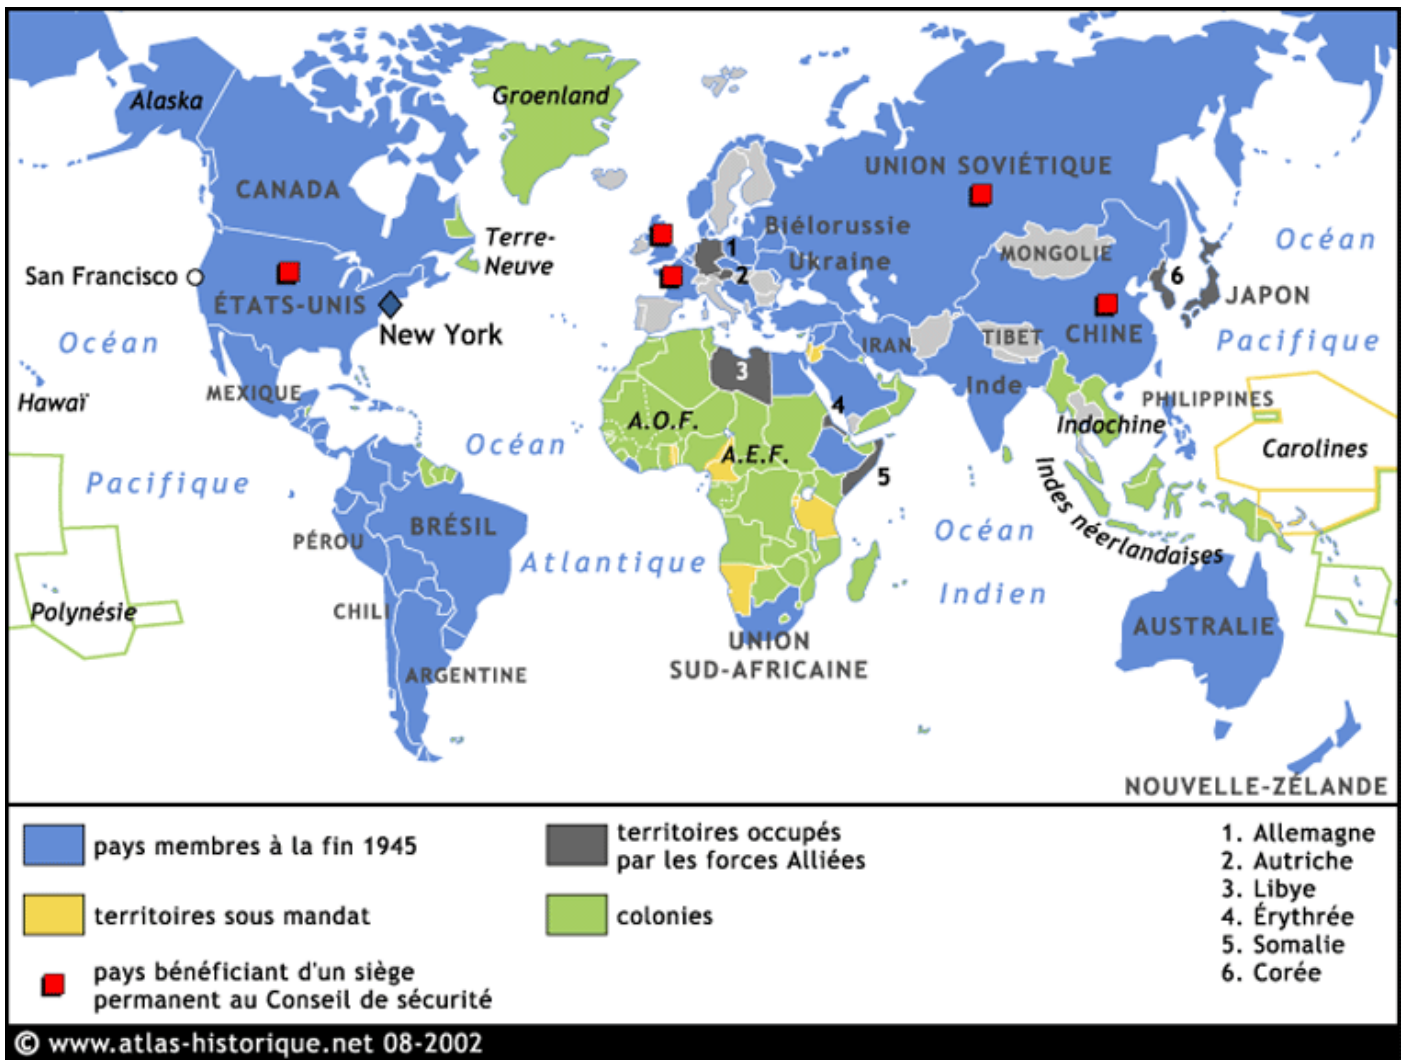 Alaska
Groenland
CANADA
UNION SOVIÉTIQUE
Biélorussie
Terre-
Neuve
1
Océan
MONGOLIE
Ukraine
San Francisco
2
6
ÉTATS-UNIS
JAPON
New York
CHINE
TIBET
Océan
IRAN
Pacifique
3
Inde
MEXIQUE
Hawaï
4
PHILIPPINES
A.O.F.
Indochine
Océan
A.E.F.
Carolines
Pacifique
5
Indes néerlandaises
BRÉSIL
Océan
PÉROU
Atlantique
Indien
Polynésie
CHILI
AUSTRALIE
UNION
SUD-AFRICAINE
ARGENTINE
NOUVELLE-ZÉLANDE
pays membres à la fin 1945
territoires sous mandat
pays bénéficiant d'un siège
permanent au Conseil de sécurité
territoires occupés
par les forces Alliées
colonies
1. Allemagne
2. Autriche
3. Libye
4. Érythrée
5. Somalie
6. Corée
© www.atlas-historique.net 08-2002